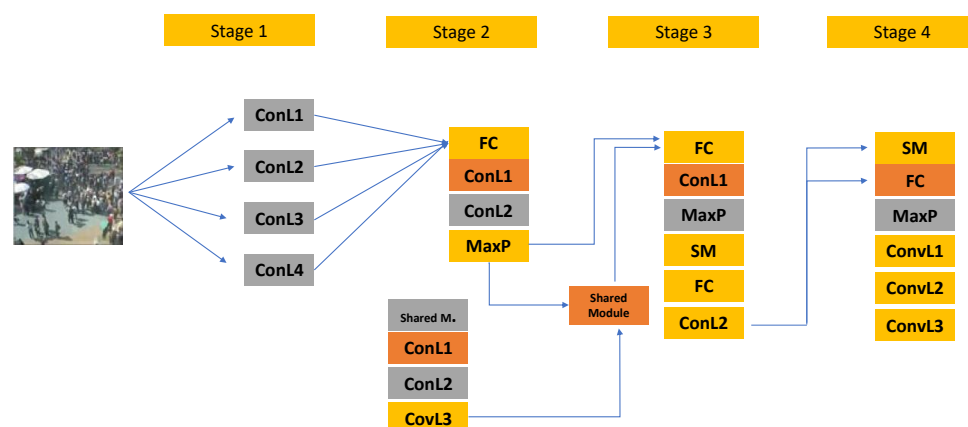 Stage 1
Stage 2
Stage 3
Stage 4
ConL1
ConL2
ConL3
ConL4
FC
ConL1
ConL2
MaxP
Shared M.
ConL1
ConL2
CovL3
Shared
Module
FC
ConL1
MaxP
SM
FC
ConL2
SM
FC
MaxP
ConvL1
ConvL2
ConvL3